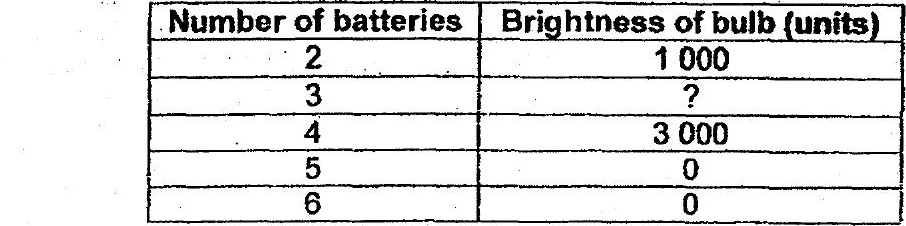 Number of batteries Brightness of bulb (units)
2 1 000
3 ?
4 3 000
5 0
6 0